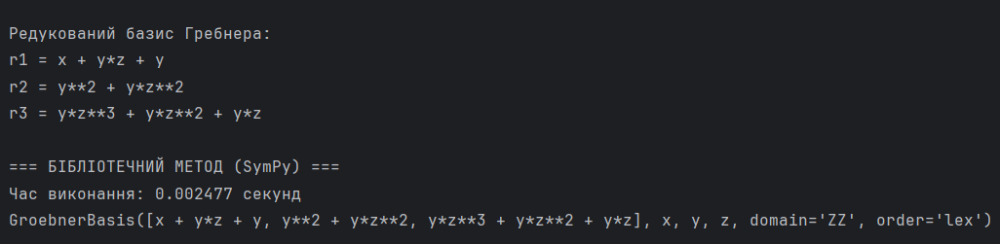 Редукований базис Гребнера:
r1 = x + y*z + y
r2 = y**2 + y*z**2
r3 = y*z**3 + y*z**2 + y*z
=== БІБЛІОТЕЧНИЙ МЕТОД (SymPy) ===
Час виконання: 0.002477 секунд
GroebnerBasis([x + y*z + y, y**2 + y*z**2, y*z**3 + y*z**2 + y*z], x, y, z, domain='ZZ', order='lex')